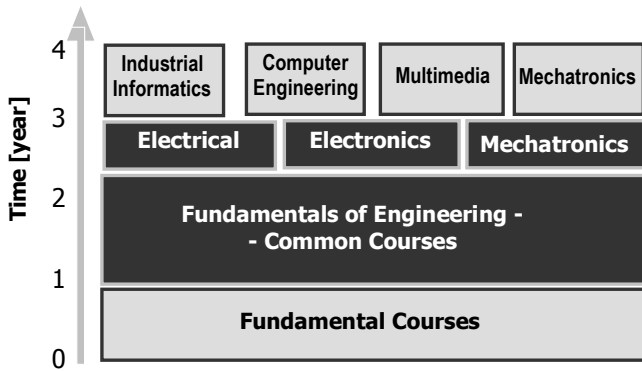 4
Industrial
Informatics
Computer
Engineering
Multimedia
Mechatronics
3
Electrical
Electronics
Mechatronics
2
Fundamentals of Engineering -
- Common Courses
1
Fundamental Courses
0
Time [year]